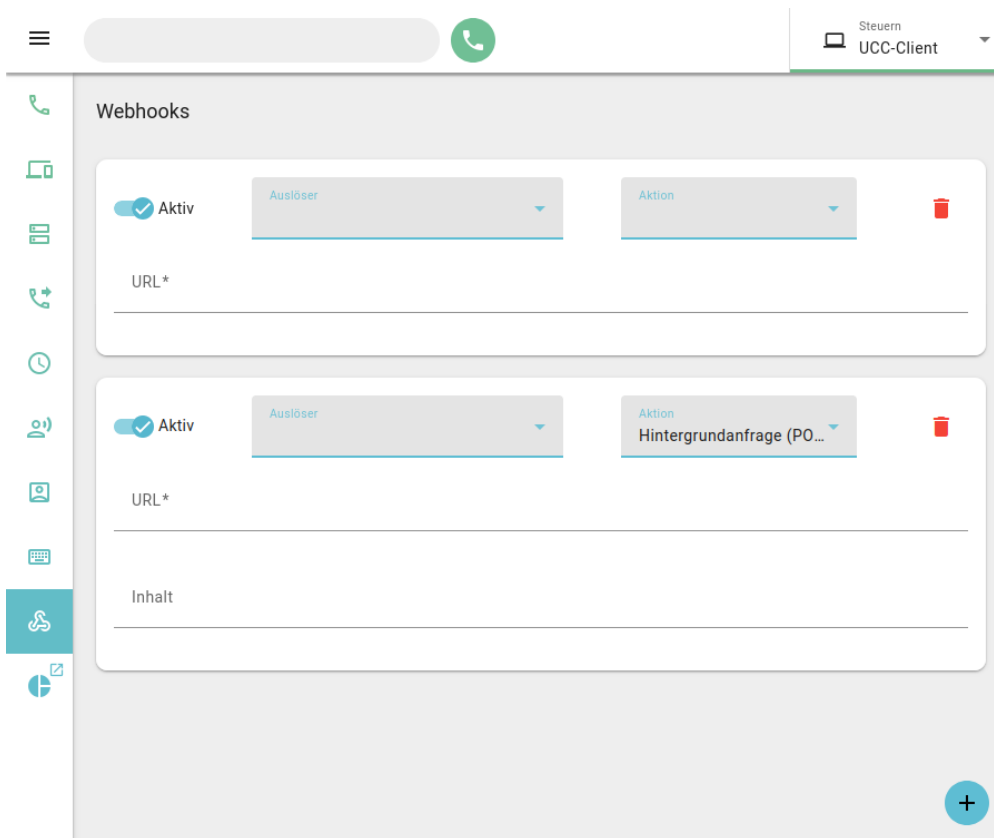 Steuern
UCC-Client
Webhooks
Aktiv
Auslöser
Aktion
URL*
Aktiv
Auslöser
Aktion
Hintergrundanfrage (PO...
URL*
Inhalt